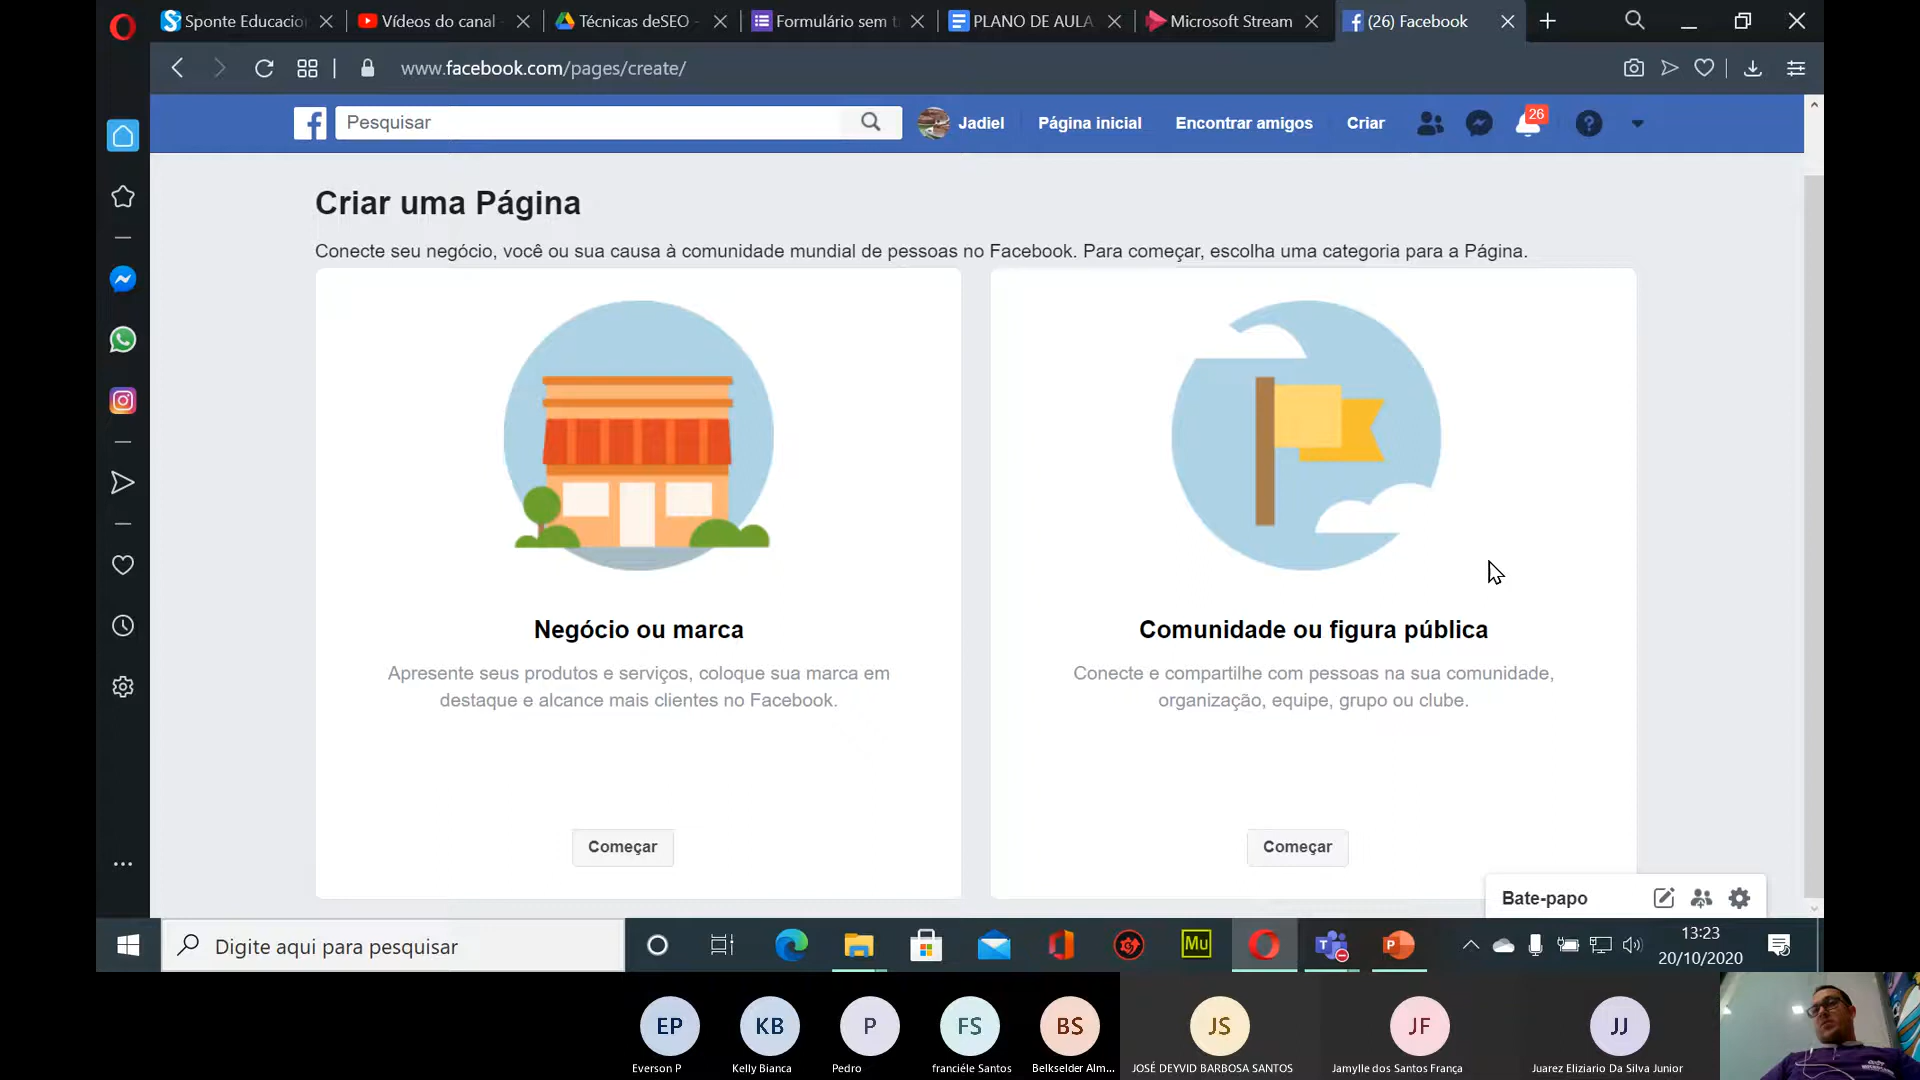 Sponte Educacio
Vídeos do canal
Técnicas deSEO
Formulário sem t
PLANO DE AULA
Microsoft Stream
(26) Facebook
www.facebook.com/pages/create/
Pesquisar
Jadiel
Página inicial
Encontrar amigos
Criar
26
Criar uma Página
Conecte seu negócio, você ou sua causa à comunidade mundial de pessoas no Facebook. Para começar, escolha uma categoria para a Página.
Negócio ou marca
Apresente seus produtos e serviços, coloque sua marca em
destaque e alcance mais clientes no Facebook.
Começar
Comunidade ou figura pública
Conecte e compartilhe com pessoas na sua comunidade,
organização, equipe, grupo ou clube.
Começar
Bate-papo
Digite aqui para pesquisar
Mu
13:23
20/10/2020
EP
KB
P
FS
BS
JS
JF
JJ
Everson P
Kelly Bianca
Pedro
franciéle Santos
Belkselder Alm...
JOSÉ DEYVID BARBOSA SANTOS
Jamylle dos Santos França
Juarez Eliziario Da Silva Junior